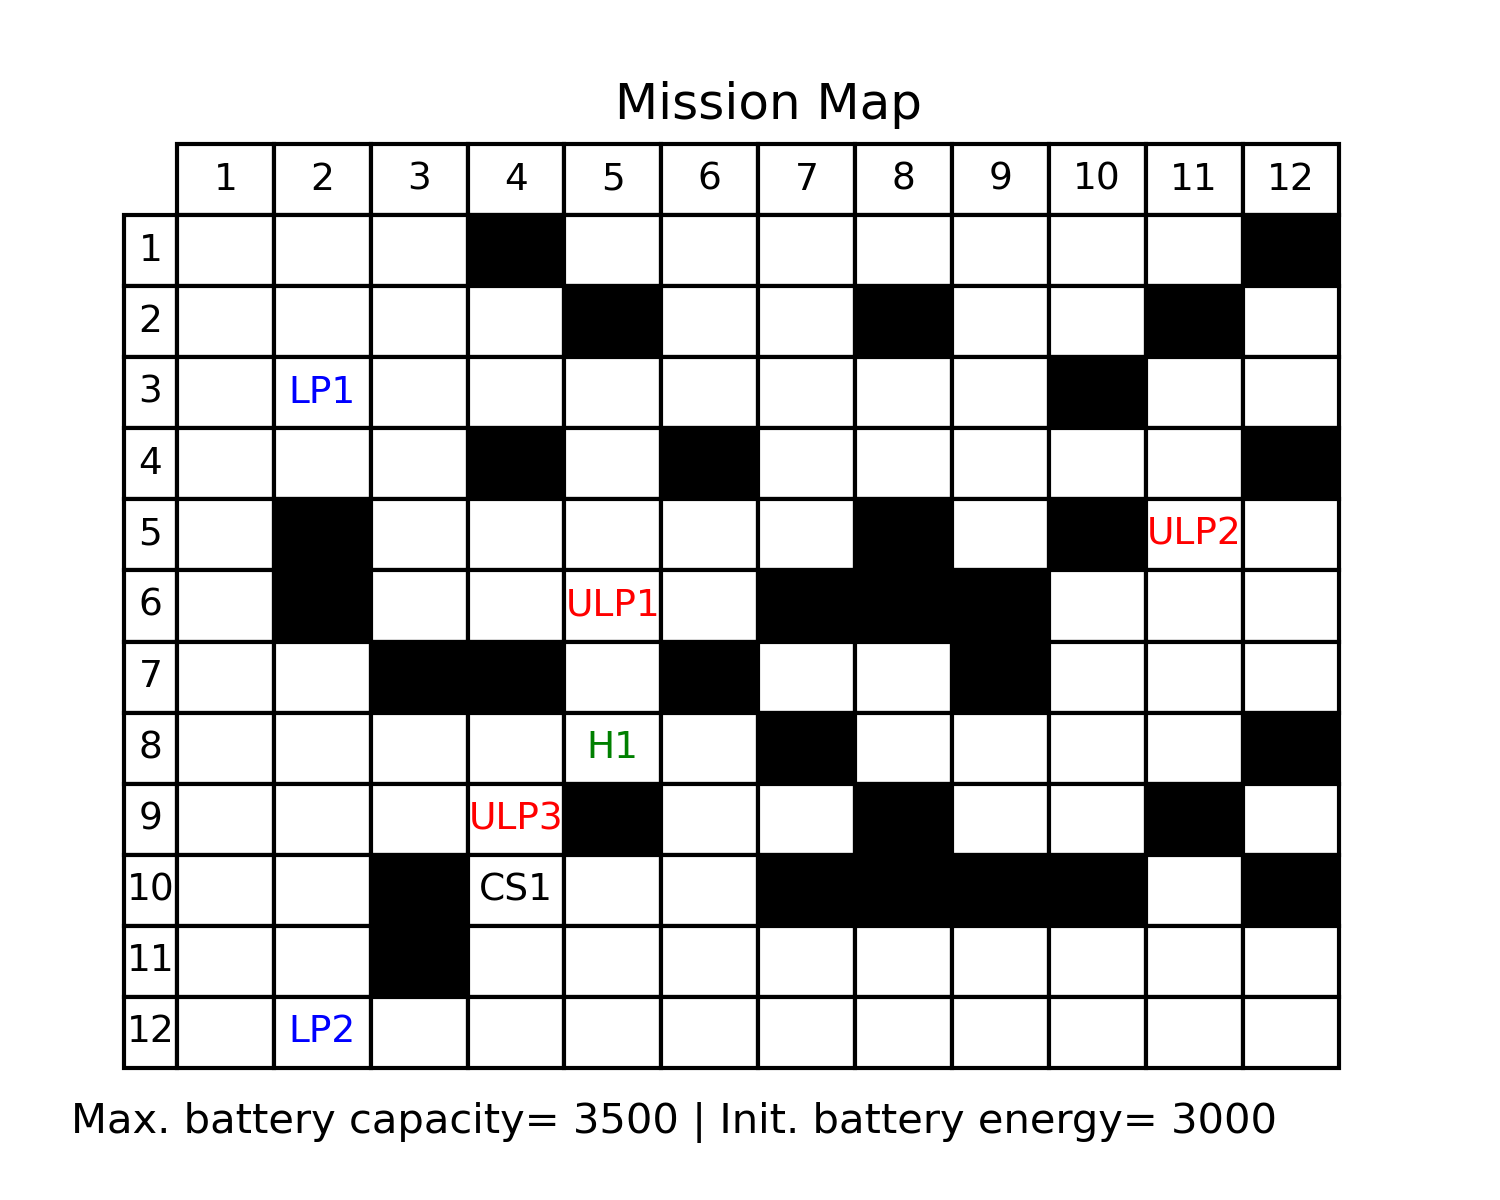 Mission Map
1 2 3 4 5 6 7 8 9 10 11 12
1
2
3 LP1
4
5 ULP2
6 ULP1
7
8 H1
9 ULP3
10 CS1
11
12 LP2
Max. battery capacity= 3500 | Init. battery energy= 3000